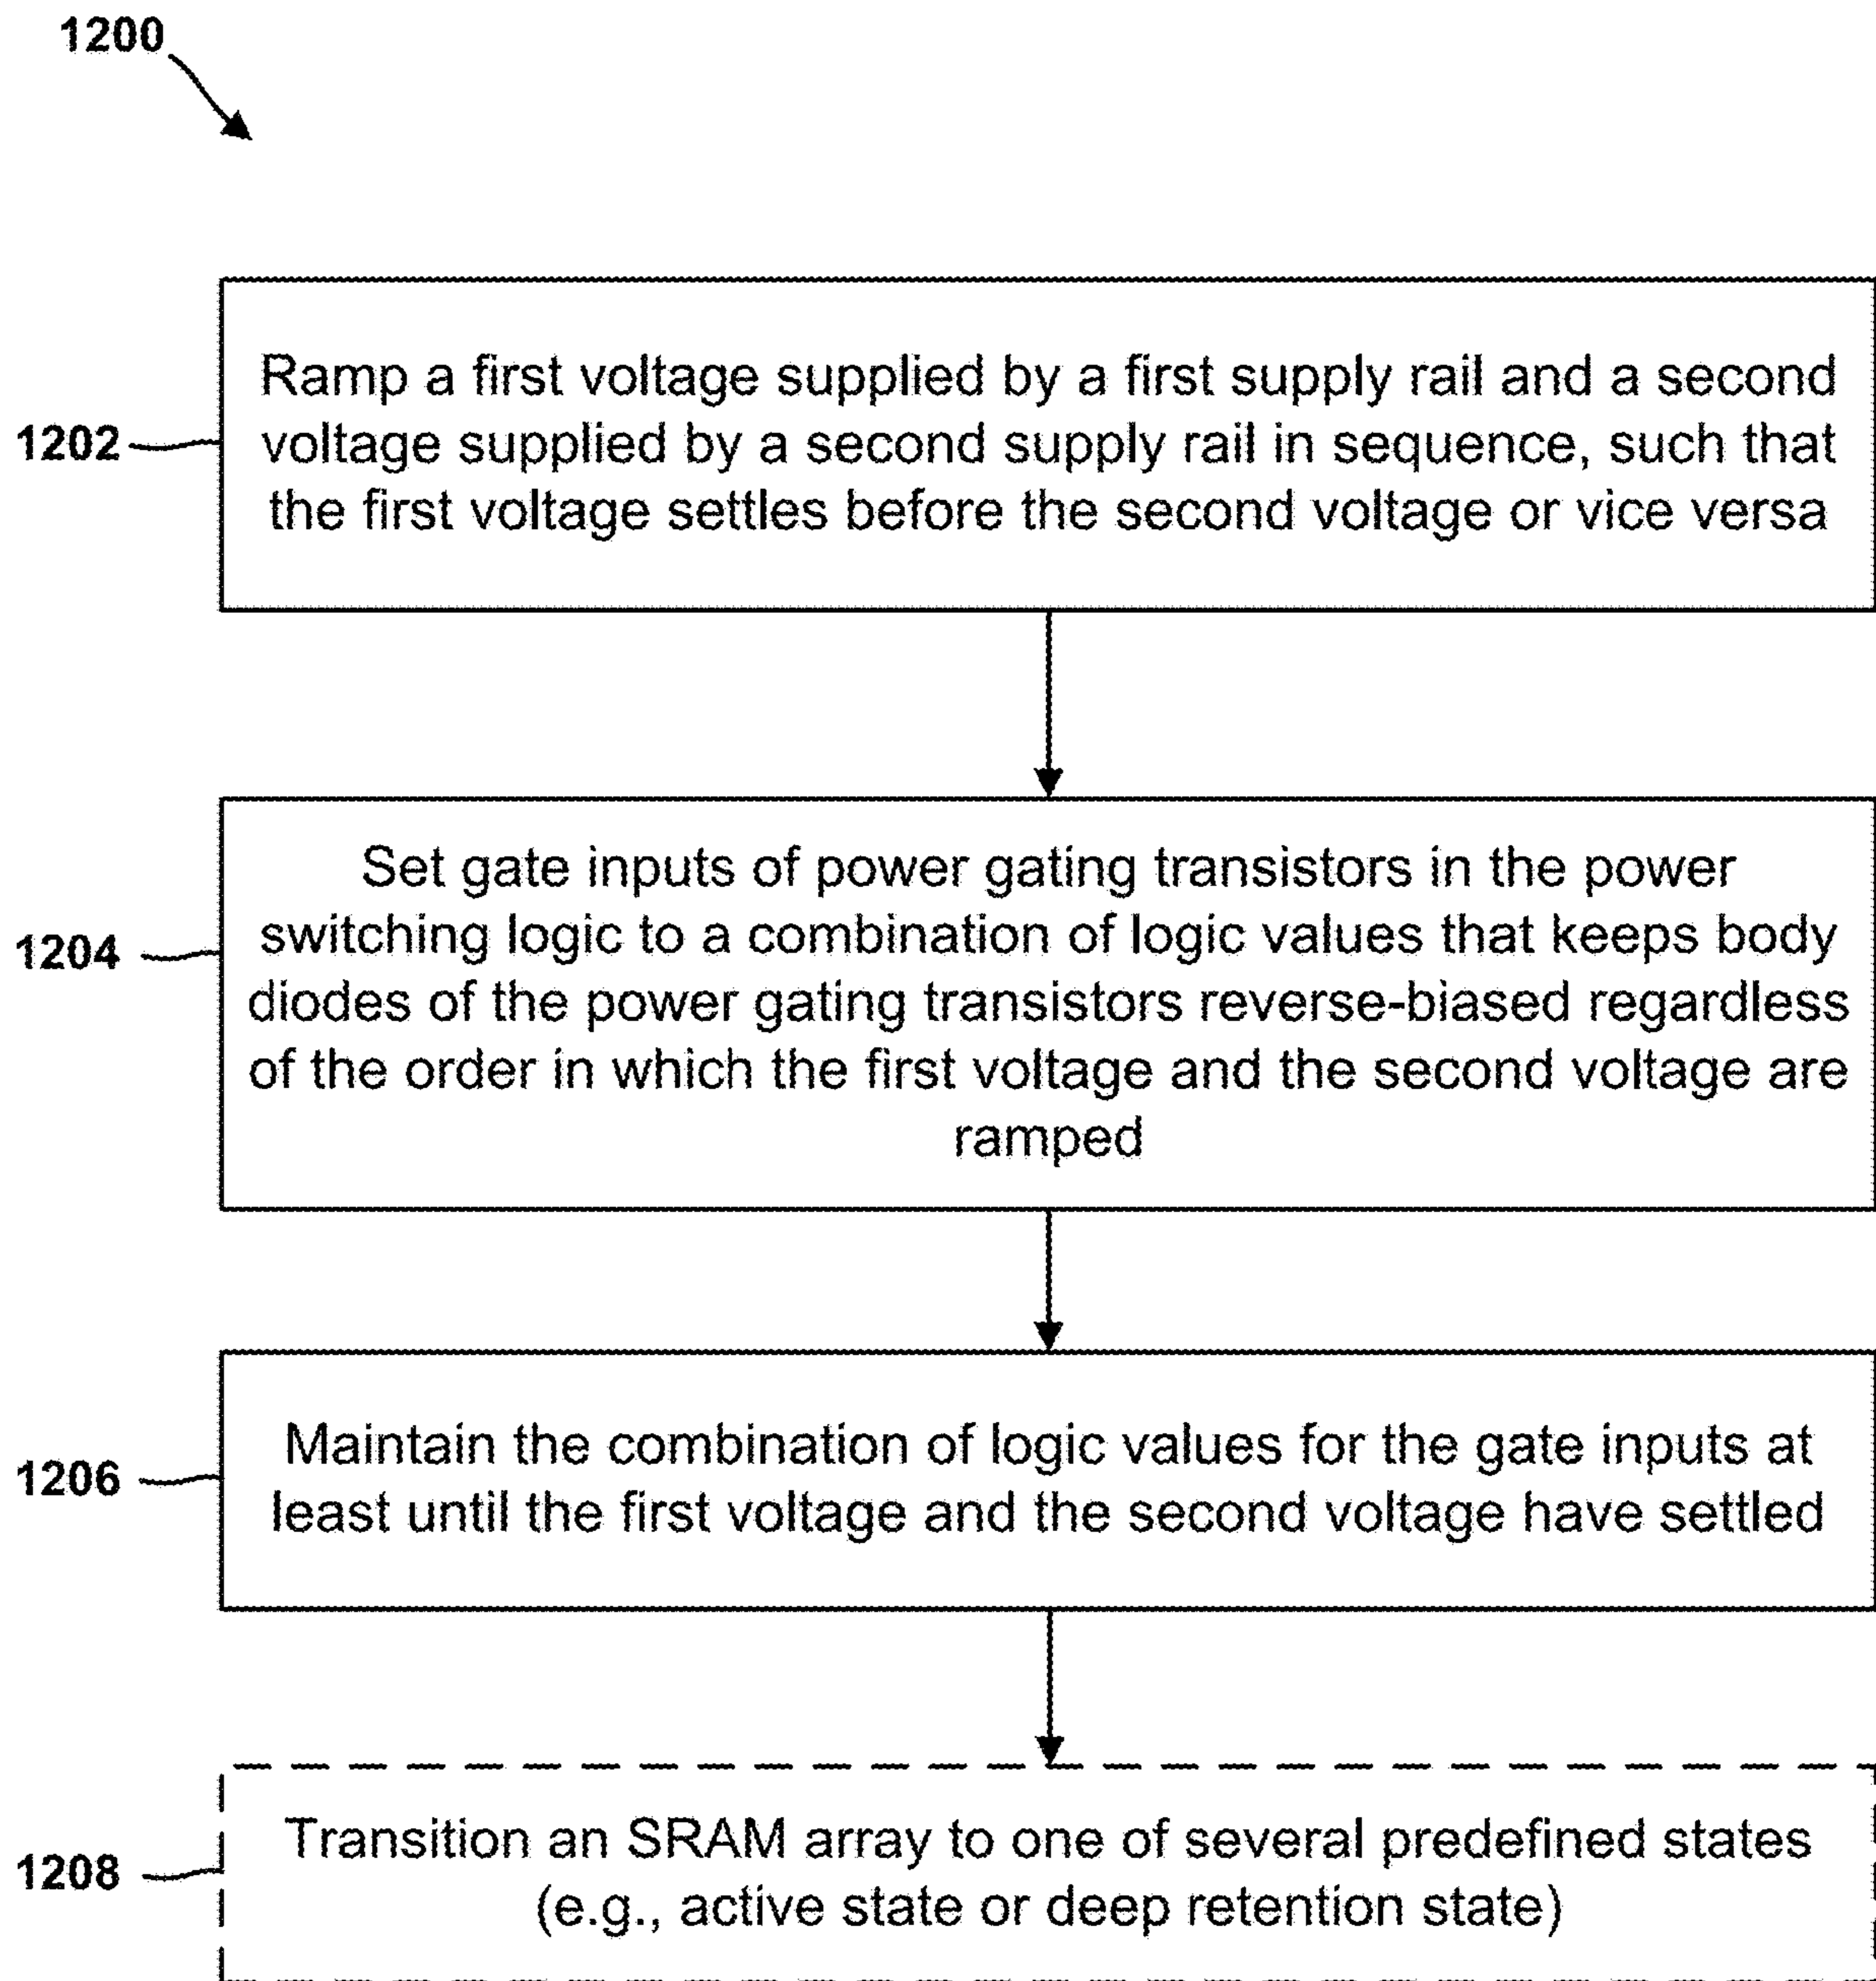 1200
1202
Ramp a first voltage supplied by a first supply rail and a second
voltage supplied by a second supply rail in sequence, such that
the first voltage settles before the second voltage or vice versa
1204
Set gate inputs of power gating transistors in the power
switching logic to a combination of logic values that keeps body
diodes of the power gating transistors reverse-biased regardless
of the order in which the first voltage and the second voltage are
ramped
1206
Maintain the combination of logic values for the gate inputs at
least until the first voltage and the second voltage have settled
1208
Transition an SRAM array to one of several predefined states
(e.g., active state or deep retention state)